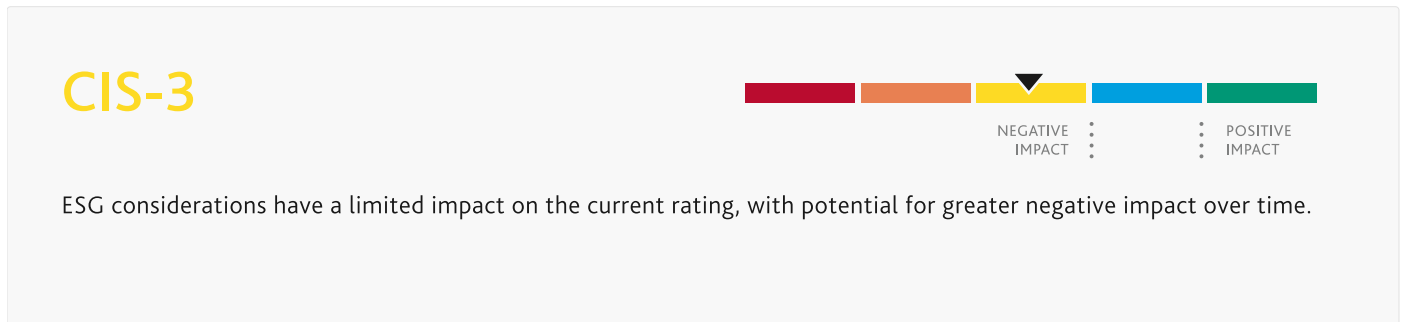 CIS-3
NEGATIVE
IMPACT
POSITIVE
IMPACT
ESG considerations have a limited impact on the current rating, with potential for greater negative impact over time.